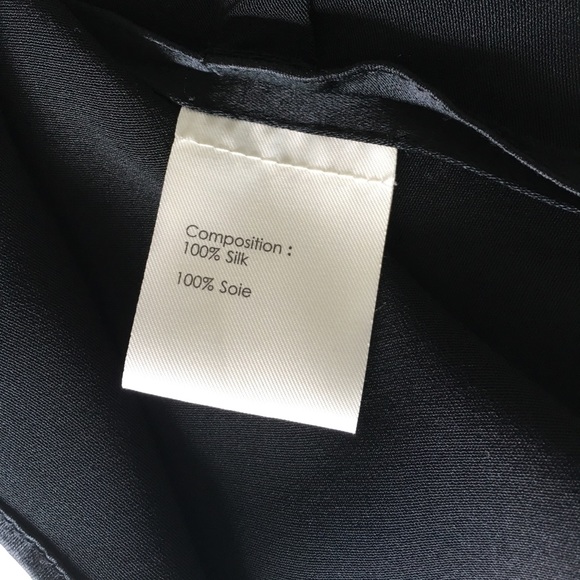 Composition :
100% Silk
100% Soie